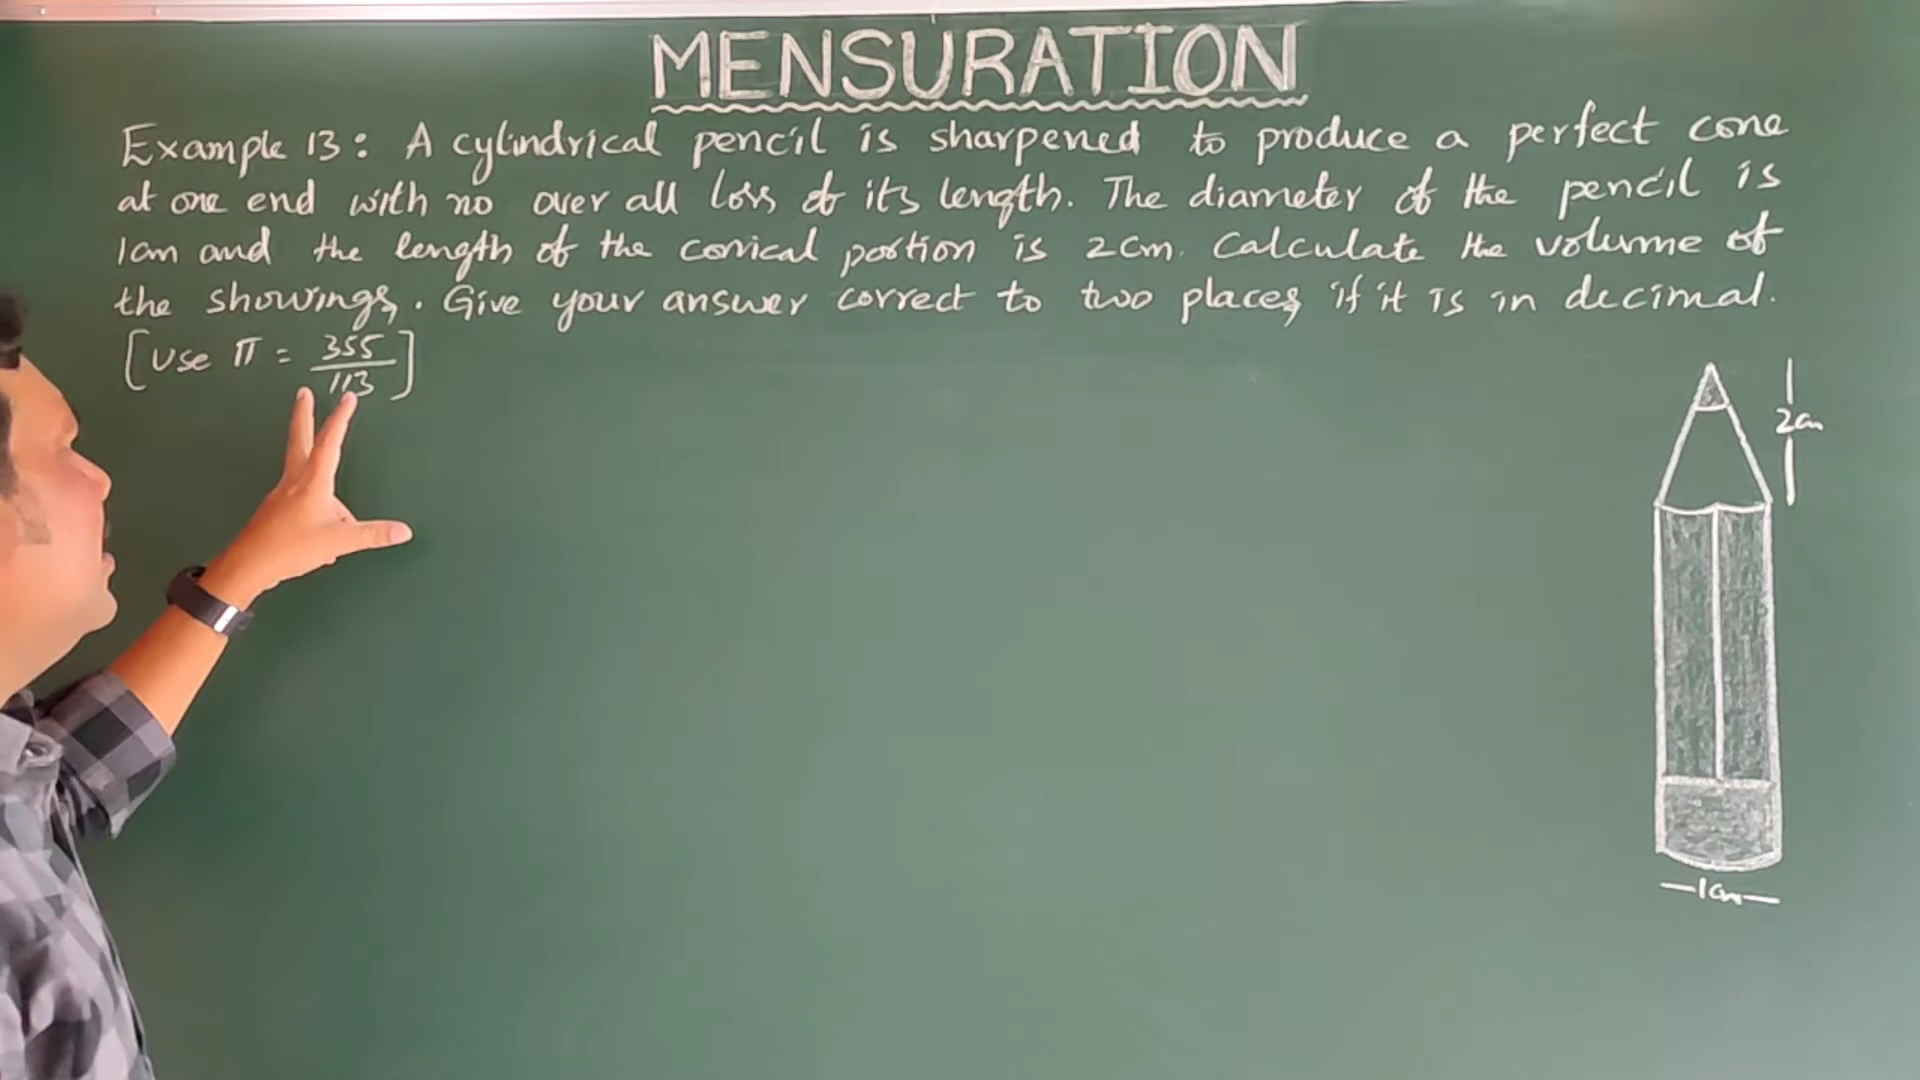 MENSURATION
Example 13: A cylindrical pencil is sharpened to produce a perfect cone
at one end with no over all loss of its length. The diameter of the pencil is
1cm and the length of the conical portion is 2cm. Calculate the volume of
the showings. Give your answer correct to two places if it is in decimal.
[Use π = 355/113]
2cm
1cm